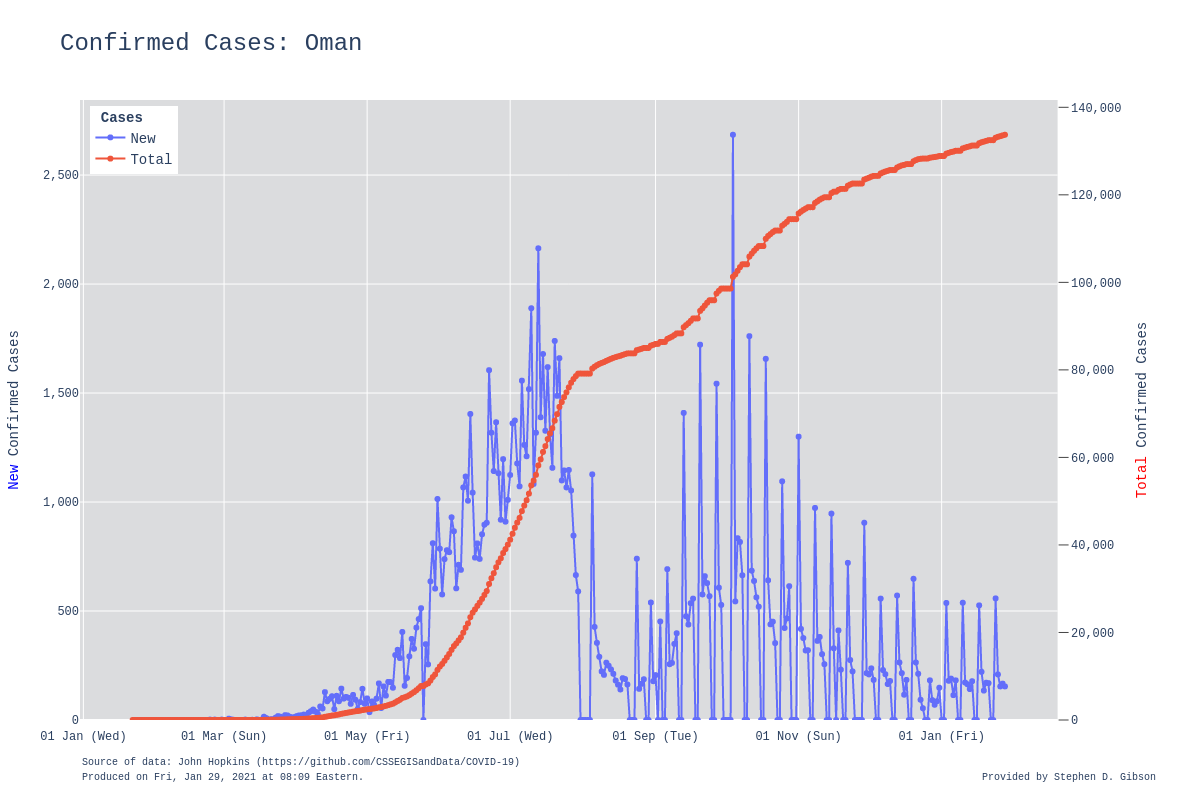 Confirmed Cases: Oman
Cases
New
Total
2,500
2,000
1,500
1,000
500
0
140,000
120,000
100,000
80,000
60,000
40,000
20,000
0
New Confirmed Cases
Total Confirmed Cases
01 Jan (Wed)
01 Mar (Sun)
01 May (Fri)
01 Jul (Wed)
01 Sep (Tue)
01 Nov (Sun)
01 Jan (Fri)
Source of data: John Hopkins (https://github.com/CSSEGISandData/COVID-19)
Produced on Fri, Jan 29, 2021 at 08:09 Eastern.
Provided by Stephen D. Gibson